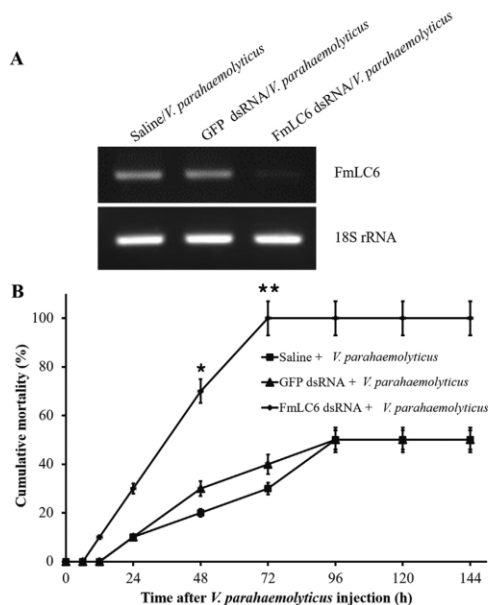 A
Saline/V. parahaemolyticus
GFP dsRNA/V. parahaemolyticus
FmLC6 dsRNA/V. parahaemolyticus
FmLC6
18S rRNA
B
Cumulative mortality (%)
100
80
60
40
20
0
*
**
Saline + V. parahaemolyticus
GFP dsRNA + V. parahaemolyticus
FmLC6 dsRNA + V. parahaemolyticus
0 24 48 72 96 120 144
Time after V. parahaemolyticus injection (h)